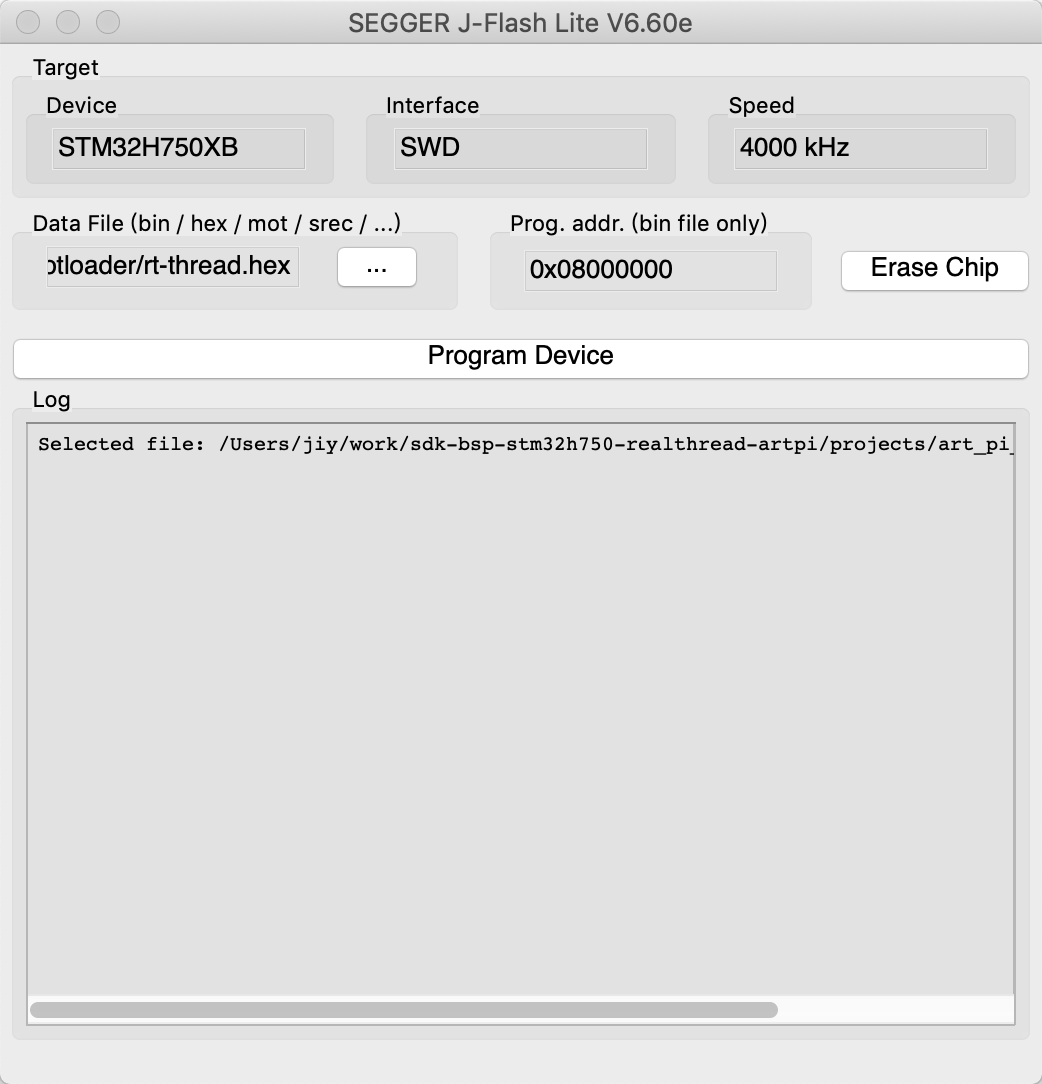 SEGGER J-Flash Lite V6.60e
Target
Device
Interface
Speed
STM32H750XB
SWD
4000 kHz
Data File (bin / hex / mot / srec / ...)
Prog. addr. (bin file only)
otloader/rt-thread.hex
...
0x08000000
Erase Chip
Program Device
Log
Selected file: /Users/jiy/work/sdk-bsp-stm32h750-realthread-artpi/projects/art_pi_